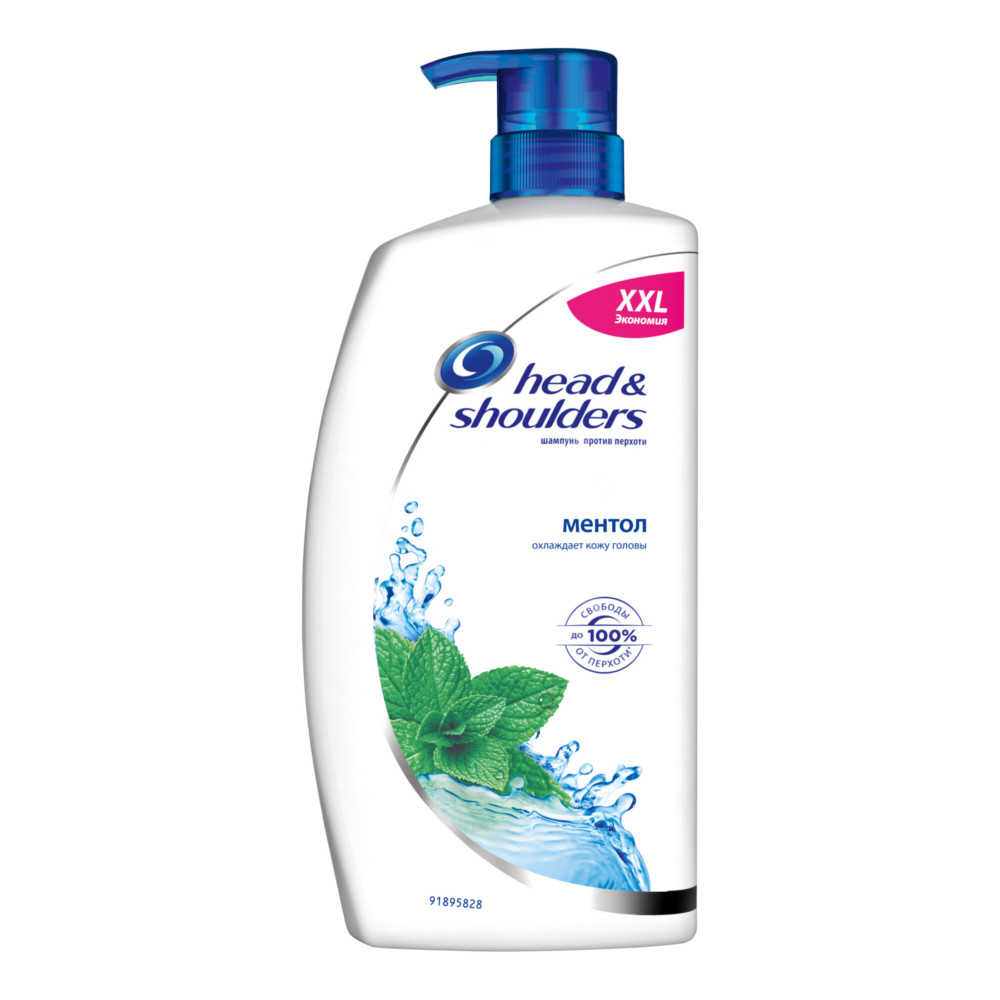 XXL
Экономия
head &
shoulders
шампунь против перхоти
ментол
охлаждает кожу головы
СВОБОДЫ
до 100%
ОТ ПЕРХОТИ*
91895828